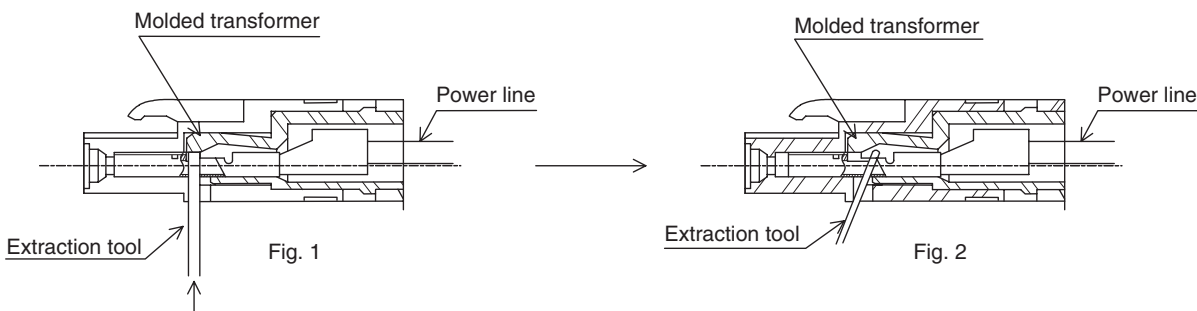 Molded transformer
Power line
Extraction tool
Fig. 1
Molded transformer
Power line
Extraction tool
Fig. 2